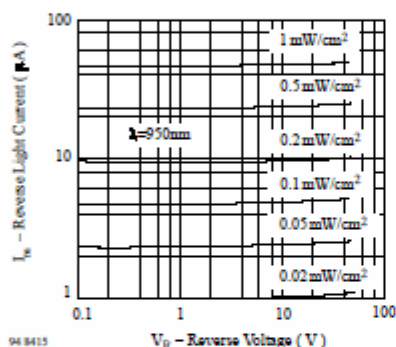 100
1 mW/cm²
0.5 mW/cm²
λ=950nm
0.2 mW/cm²
10
0.1 mW/cm²
0.05 mW/cm²
0.02 mW/cm²
1
0.1 1 10 100
– Reverse Light Current ( µA )
94 8415
– Reverse Voltage ( V )